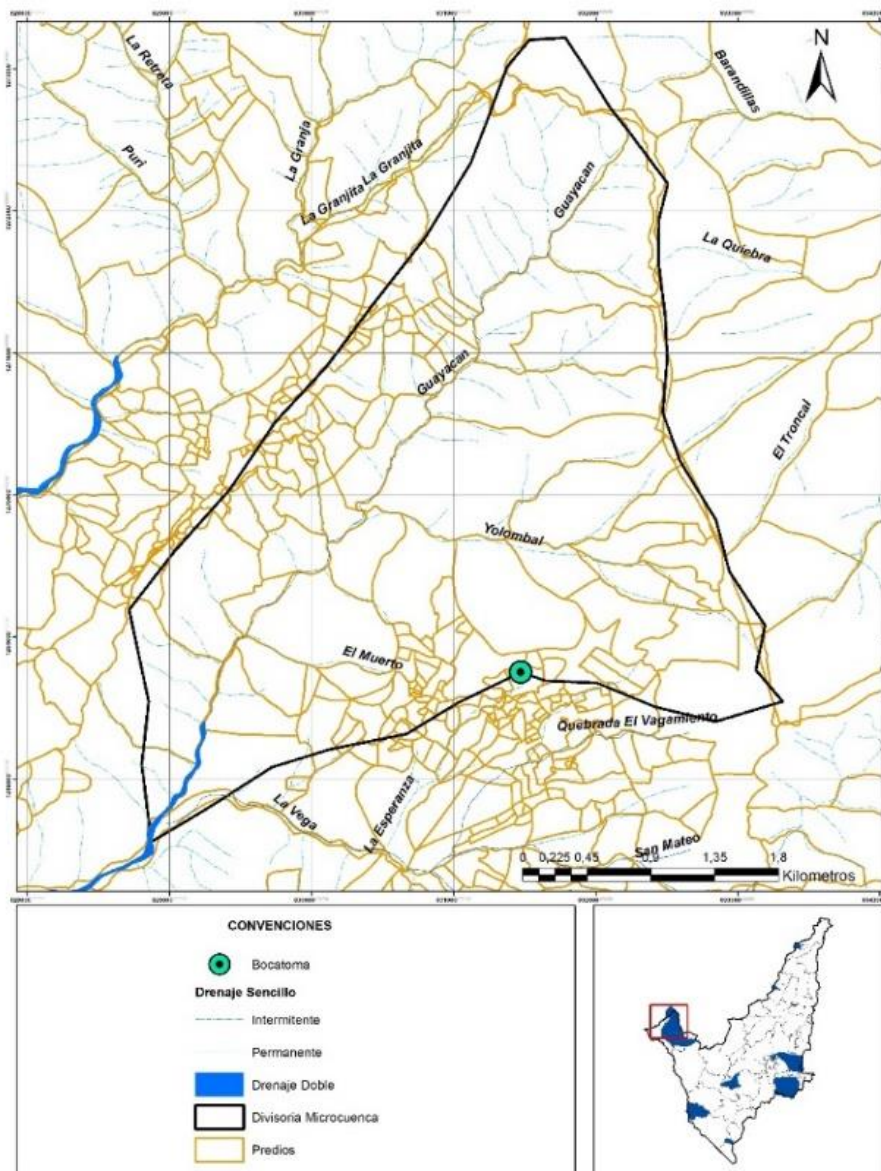 N
La Retreta
Barandillas
La Granja
Puri
La Granjita La Granjita
Guayacan
La Quiebra
Guayacan
El Troncal
Yolombal
El Muerto
Quebrada El Vagamiento
La Vega
La Esperanza
San Mateo
0 0,225 0,45 0,9 1,35 1,8
Kilometros
CONVENCIONES
Bocatoma
Drenaje Sencillo
Intermitente
Permanente
Drenaje Doble
Divisoria Microcuenca
Predios